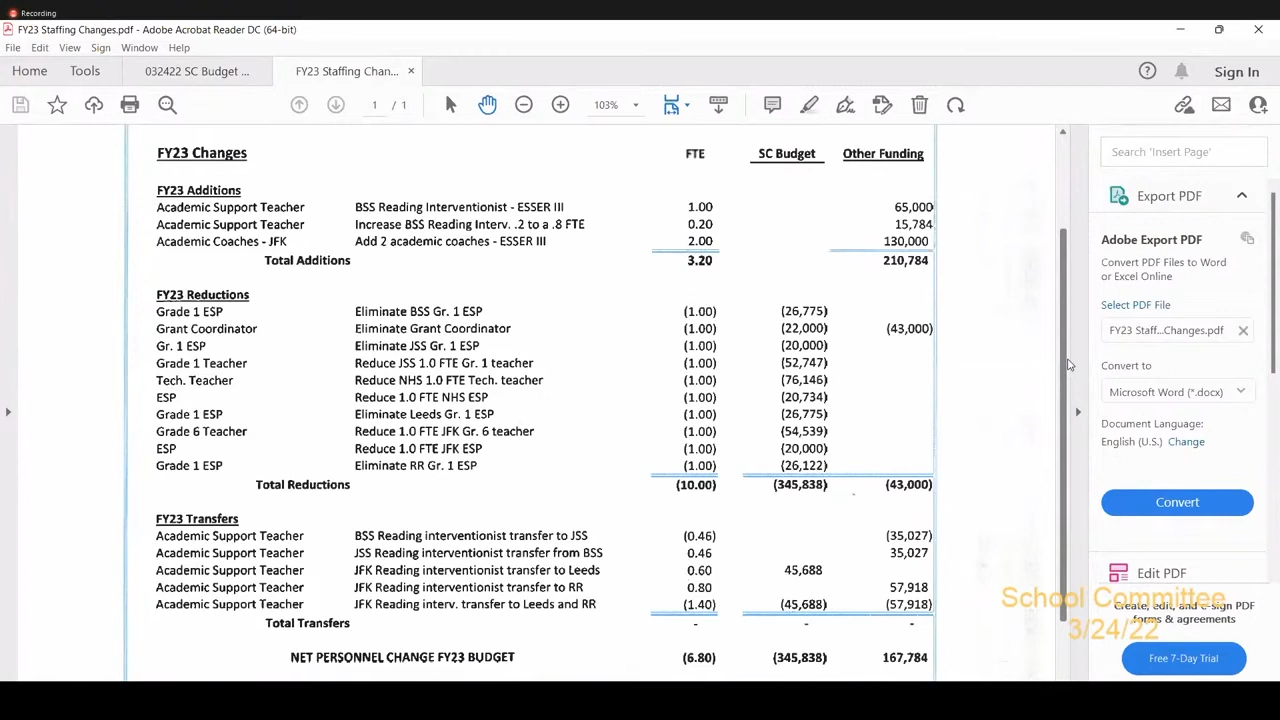 Recording
FY23 Staffing Changes.pdf - Adobe Acrobat Reader DC (64-bit)
File Edit View Sign Window Help
Home Tools 032422 SC Budget ... FY23 Staffing Chan... × Sign In
1 / 1 103% Search 'Insert Page'
FY23 Changes FTE SC Budget Other Funding
FY23 Additions
Academic Support Teacher BSS Reading Interventionist - ESSER III 1.00 65,000
Academic Support Teacher Increase BSS Reading Interv. .2 to a .8 FTE 0.20 15,784
Academic Coaches - JFK Add 2 academic coaches - ESSER III 2.00 130,000
Total Additions 3.20 210,784
FY23 Reductions
Grade 1 ESP Eliminate BSS Gr. 1 ESP (1.00) (26,775)
Grant Coordinator Eliminate Grant Coordinator (1.00) (22,000) (43,000)
Gr. 1 ESP Eliminate JSS Gr. 1 ESP (1.00) (20,000)
Grade 1 Teacher Reduce JSS 1.0 FTE Gr. 1 teacher (1.00) (52,747)
Tech. Teacher Reduce NHS 1.0 FTE Tech. teacher (1.00) (76,146)
ESP Reduce 1.0 FTE NHS ESP (1.00) (20,734)
Grade 1 ESP Eliminate Leeds Gr. 1 ESP (1.00) (26,775)
Grade 6 Teacher Reduce 1.0 FTE JFK Gr. 6 teacher (1.00) (54,539)
ESP Reduce 1.0 FTE JFK ESP (1.00) (20,000)
Grade 1 ESP Eliminate RR Gr. 1 ESP (1.00) (26,122)
Total Reductions (10.00) (345,838) (43,000)
FY23 Transfers
Academic Support Teacher BSS Reading interventionist transfer to JSS (0.46) (35,027)
Academic Support Teacher JSS Reading interventionist transfer from BSS 0.46 35,027
Academic Support Teacher JFK Reading interventionist transfer to Leeds 0.60 45,688
Academic Support Teacher JFK Reading interventionist transfer to RR 0.80 57,918
Academic Support Teacher JFK Reading interv. transfer to Leeds and RR (1.40) (45,688) (57,918)
Total Transfers - - -
NET PERSONNEL CHANGE FY23 BUDGET (6.80) (345,838) 167,784
Export PDF
Adobe Export PDF
Convert PDF Files to Word
or Excel Online
Select PDF File
FY23 Staff...Changes.pdf
Convert to
Microsoft Word (*.docx)
Document Language:
English (U.S.) Change
Convert
Edit PDF
School Committee
3/24/22
Create, edit, and e-sign PDF
forms & agreements
Free 7-Day Trial